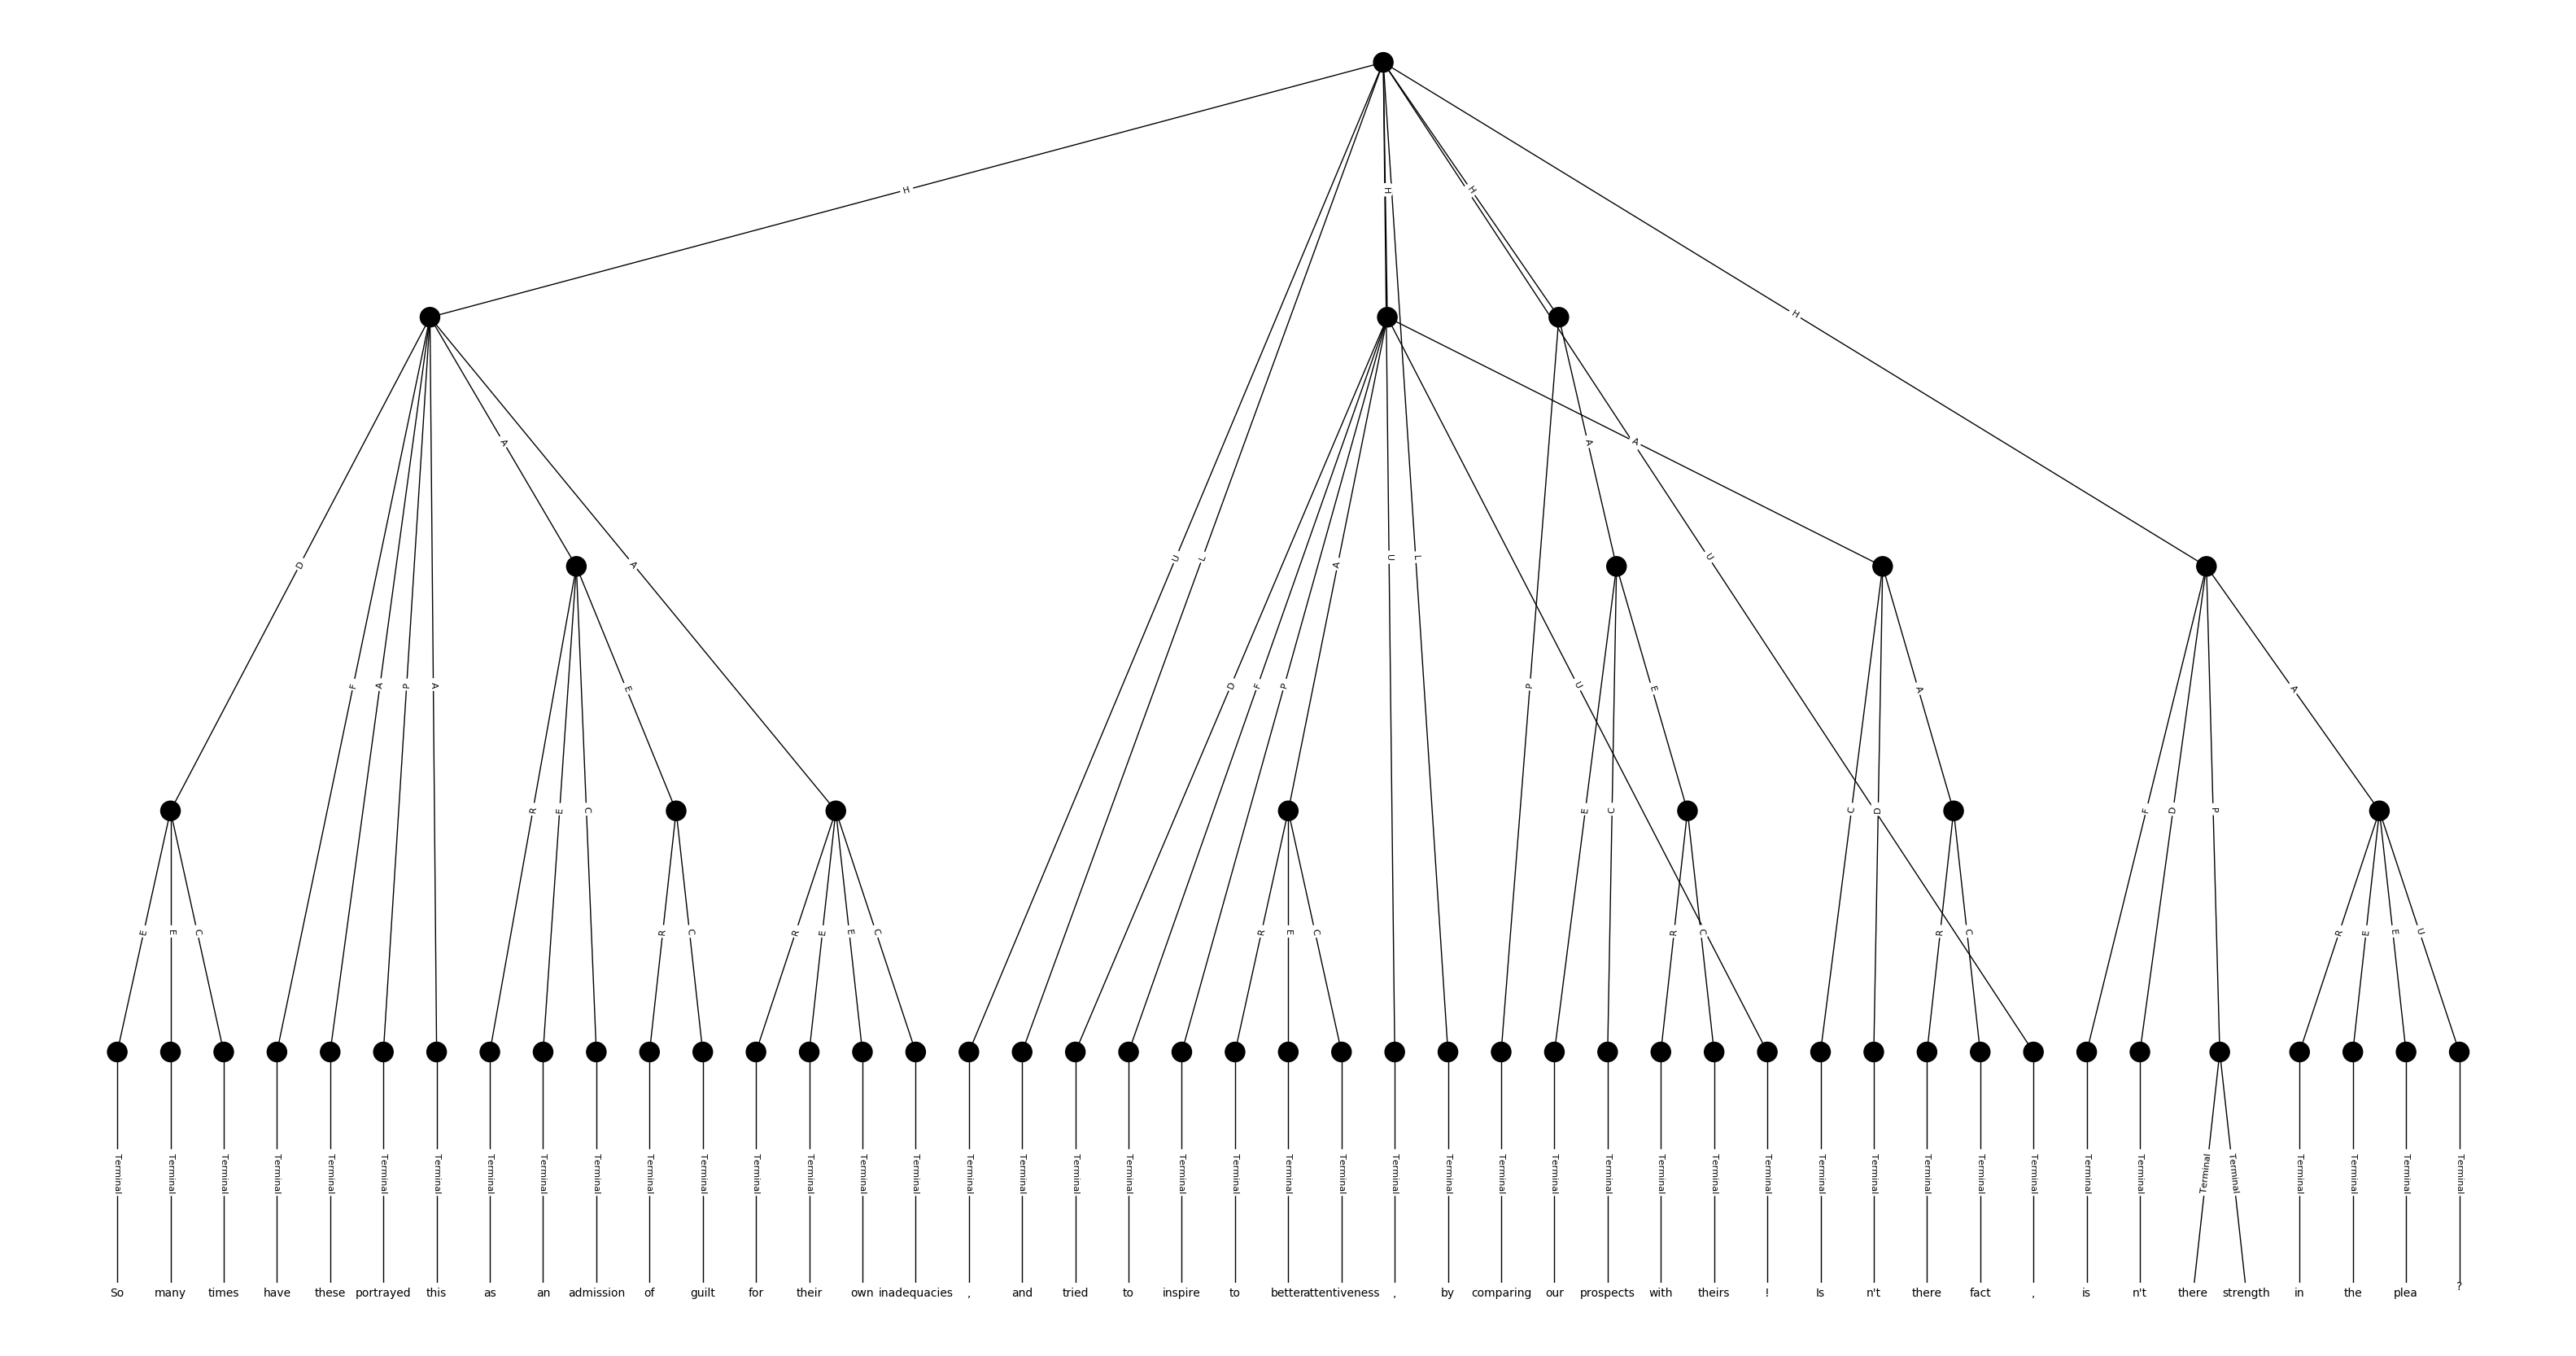 H H H H
D F A P A A A U L D F P A U L U P A A U
R E C E E C P E A C D A F D P A
E E C R C R E E C R E C R C R C R E E U
Terminal Terminal Terminal Terminal Terminal Terminal Terminal Terminal Terminal Terminal Terminal Terminal Terminal Terminal Terminal Terminal Terminal Terminal Terminal Terminal Terminal Terminal Terminal Terminal Terminal Terminal Terminal Terminal Terminal Terminal Terminal Terminal Terminal Terminal Terminal Terminal Terminal Terminal Terminal Terminal Terminal Terminal Terminal Terminal Terminal
So many times have these portrayed this as an admission of guilt for their own inadequacies , and tried to inspire to better attentiveness , by comparing our prospects with theirs ! Is n't there fact , is n't there strength in the plea ?